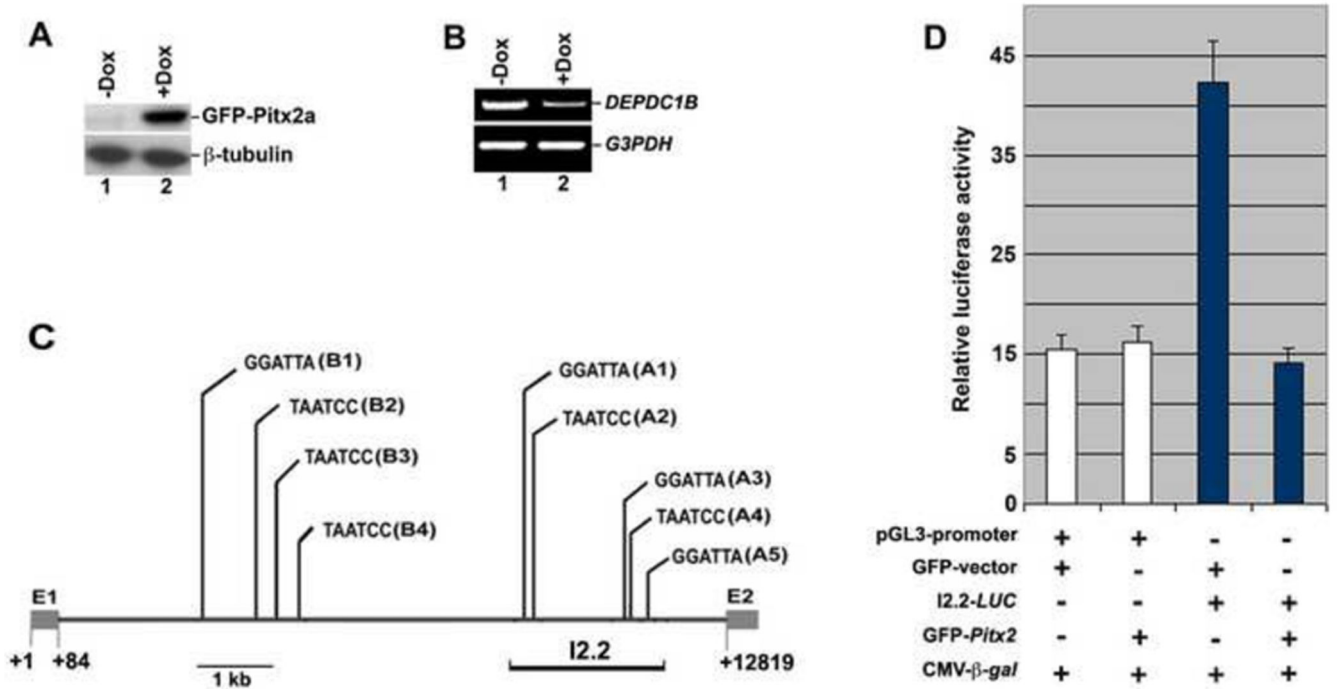 A
-Dox
+Dox
GFP-Pitx2a
β-tubulin
1 2
B
-Dox
+Dox
DEPDC1B
G3PDH
1 2
C
GGATTA(B1)
TAATCC(B2)
TAATCC(B3)
TAATCC(B4)
GGATTA(A1)
TAATCC(A2)
GGATTA(A3)
TAATCC(A4)
GGATTA(A5)
E1
E2
+1 +84
1 kb
I2.2
+12819
D
Relative luciferase activity
45
35
25
15
5
0
pGL3-promoter + + - -
GFP-vector + - + -
I2.2-LUC - - + +
GFP-Pitx2 - + - +
CMV-β-gal + + + +